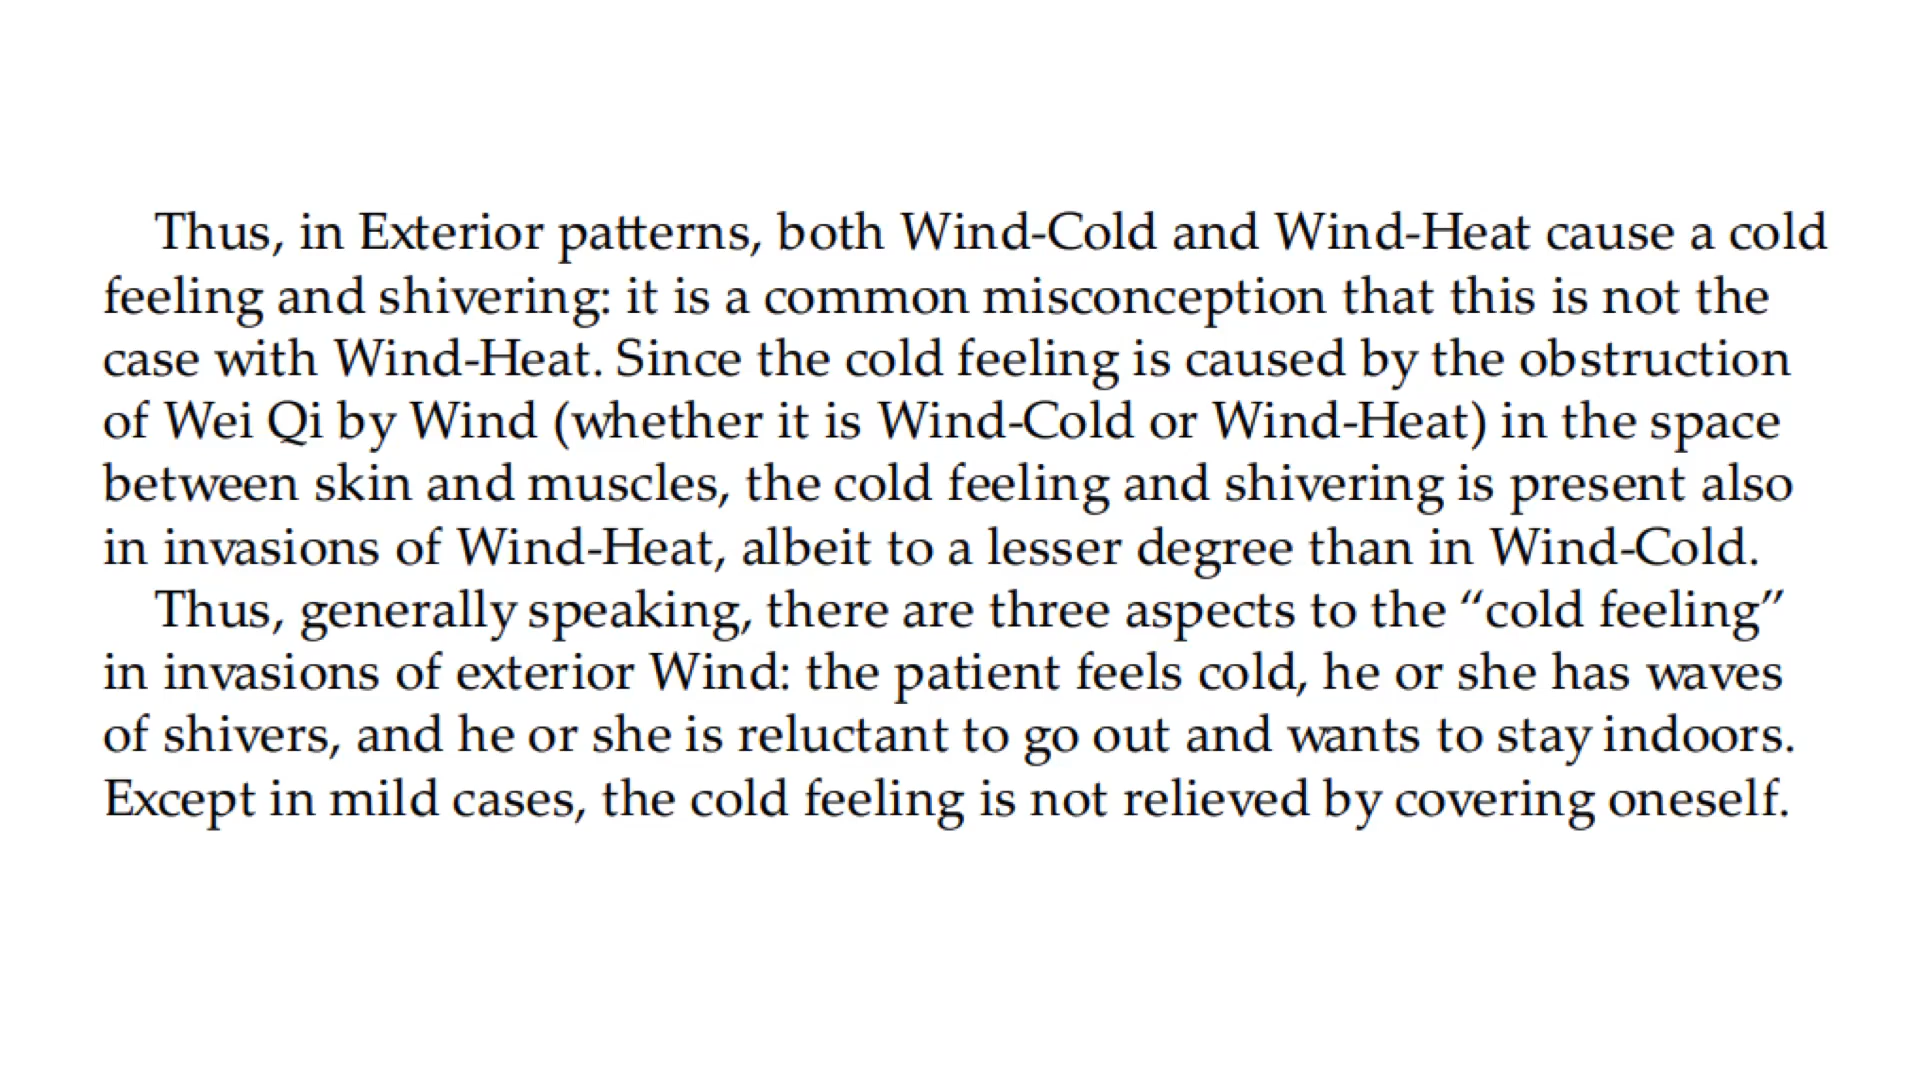 Thus, in Exterior patterns, both Wind-Cold and Wind-Heat cause a cold
feeling and shivering: it is a common misconception that this is not the
case with Wind-Heat. Since the cold feeling is caused by the obstruction
of Wei Qi by Wind (whether it is Wind-Cold or Wind-Heat) in the space
between skin and muscles, the cold feeling and shivering is present also
in invasions of Wind-Heat, albeit to a lesser degree than in Wind-Cold.
Thus, generally speaking, there are three aspects to the “cold feeling”
in invasions of exterior Wind: the patient feels cold, he or she has waves
of shivers, and he or she is reluctant to go out and wants to stay indoors.
Except in mild cases, the cold feeling is not relieved by covering oneself.